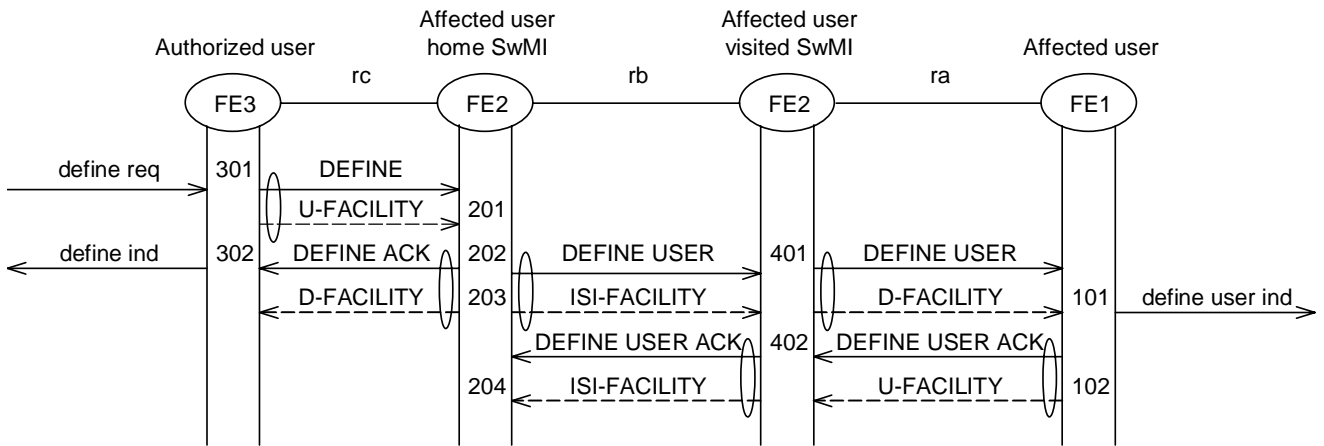 Authorized user
Affected user
home SwMI
Affected user
visited SwMI
Affected user
rc
rb
ra
FE3
FE2
FE2
FE1
define req
301
DEFINE
U-FACILITY
201
define ind
302
DEFINE ACK
202
DEFINE USER
401
DEFINE USER
D-FACILITY
203
ISI-FACILITY
D-FACILITY
101
define user ind
DEFINE USER ACK
402
DEFINE USER ACK
204
ISI-FACILITY
U-FACILITY
102